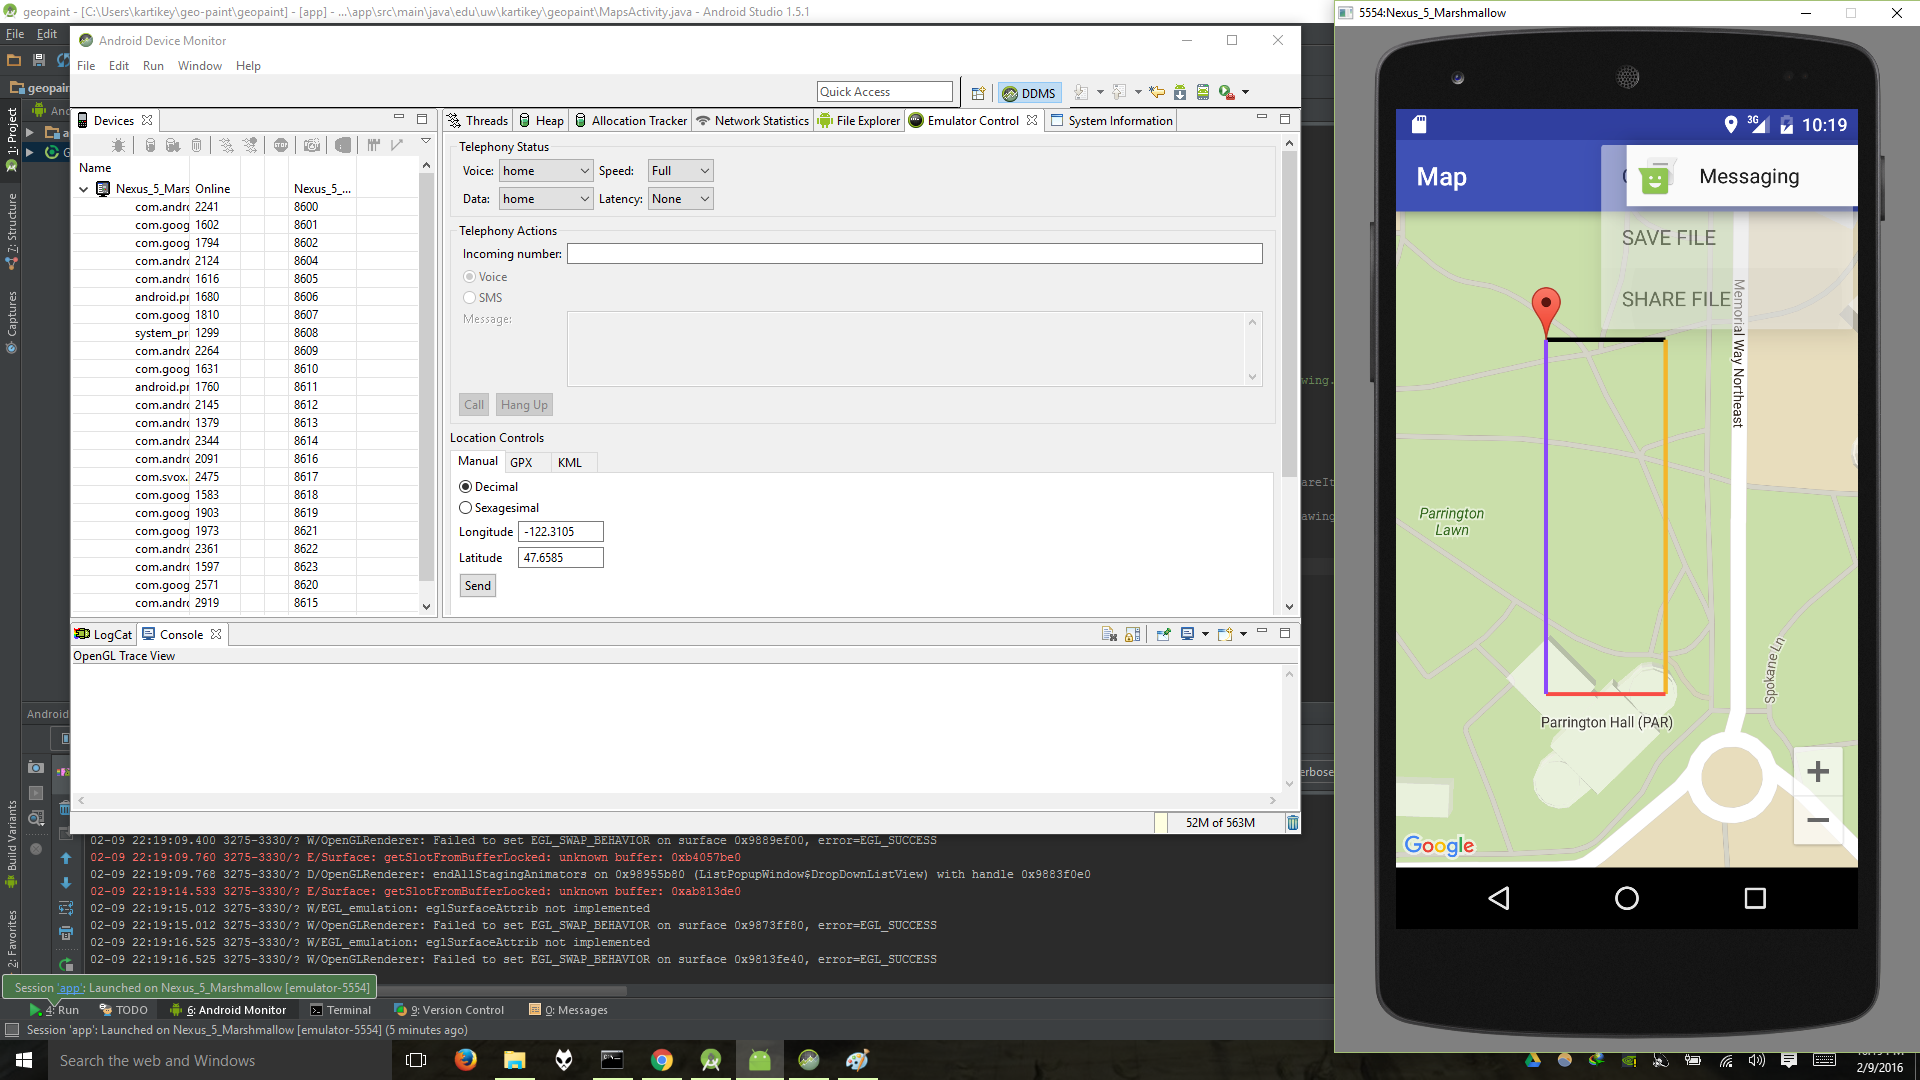 geopaint - [C:\Users\kartikey\geo-paint\geopaint] - [app] - ...\app\src\main\java\edu\uw\kartikey\geopaint\MapsActivity.java - Android Studio 1.5.1
File Edit
Android Device Monitor
File Edit Run Window Help
Quick Access
DDMS
Devices
Threads Heap Allocation Tracker Network Statistics File Explorer Emulator Control System Information
Name
Nexus_5_Mars Online Nexus_5_...
com.andrc 2241 8600
com.goog 1602 8601
com.goog 1794 8602
com.andrc 2124 8604
com.andrc 1616 8605
android.pr 1680 8606
com.goog 1810 8607
system_pr 1299 8608
com.andrc 2264 8609
com.goog 1631 8610
android.pr 1760 8611
com.andrc 2145 8612
com.andrc 1379 8613
com.andrc 2344 8614
com.andrc 2091 8616
com.svox. 2475 8617
com.goog 1583 8618
com.goog 1903 8619
com.goog 1973 8621
com.andrc 2361 8622
com.andrc 1597 8623
com.goog 2571 8620
com.andrc 2919 8615
Telephony Status
Voice: home Speed: Full
Data: home Latency: None
Telephony Actions
Incoming number:
Voice
SMS
Message:
Call Hang Up
Location Controls
Manual GPX KML
Decimal
Sexagesimal
Longitude -122.3105
Latitude 47.6585
Send
LogCat Console
OpenGL Trace View
52M of 563M
geopain
1: Project
7: Structure
Captures
Build Variants
2: Favorites
Android
wing.
areIt
awing
erbose
02-09 22:19:09.400 3275-3330/? W/OpenGLRenderer: Failed to set EGL_SWAP_BEHAVIOR on surface 0x9889ef00, error=EGL_SUCCESS
02-09 22:19:09.760 3275-3330/? E/Surface: getSlotFromBufferLocked: unknown buffer: 0xb4057be0
02-09 22:19:09.768 3275-3330/? D/OpenGLRenderer: endAllStagingAnimators on 0x98955b80 (ListPopupWindow$DropDownListView) with handle 0x9883f0e0
02-09 22:19:14.533 3275-3330/? E/Surface: getSlotFromBufferLocked: unknown buffer: 0xab813de0
02-09 22:19:15.012 3275-3330/? W/EGL_emulation: eglSurfaceAttrib not implemented
02-09 22:19:15.012 3275-3330/? W/OpenGLRenderer: Failed to set EGL_SWAP_BEHAVIOR on surface 0x9873ff80, error=EGL_SUCCESS
02-09 22:19:16.525 3275-3330/? W/EGL_emulation: eglSurfaceAttrib not implemented
02-09 22:19:16.525 3275-3330/? W/OpenGLRenderer: Failed to set EGL_SWAP_BEHAVIOR on surface 0x9813fe40, error=EGL_SUCCESS
Session 'app': Launched on Nexus_5_Marshmallow [emulator-5554]
4: Run TODO 6: Android Monitor Terminal 9: Version Control 0: Messages
Session 'app': Launched on Nexus_5_Marshmallow [emulator-5554] (5 minutes ago)
Search the web and Windows
2/9/2016
5554:Nexus_5_Marshmallow
3G 10:19
Map
Messaging
SAVE FILE
SHARE FILE
Memorial Way Northeast
Parrington
Lawn
Spokane Ln
Parrington Hall (PAR)
+
−
Google